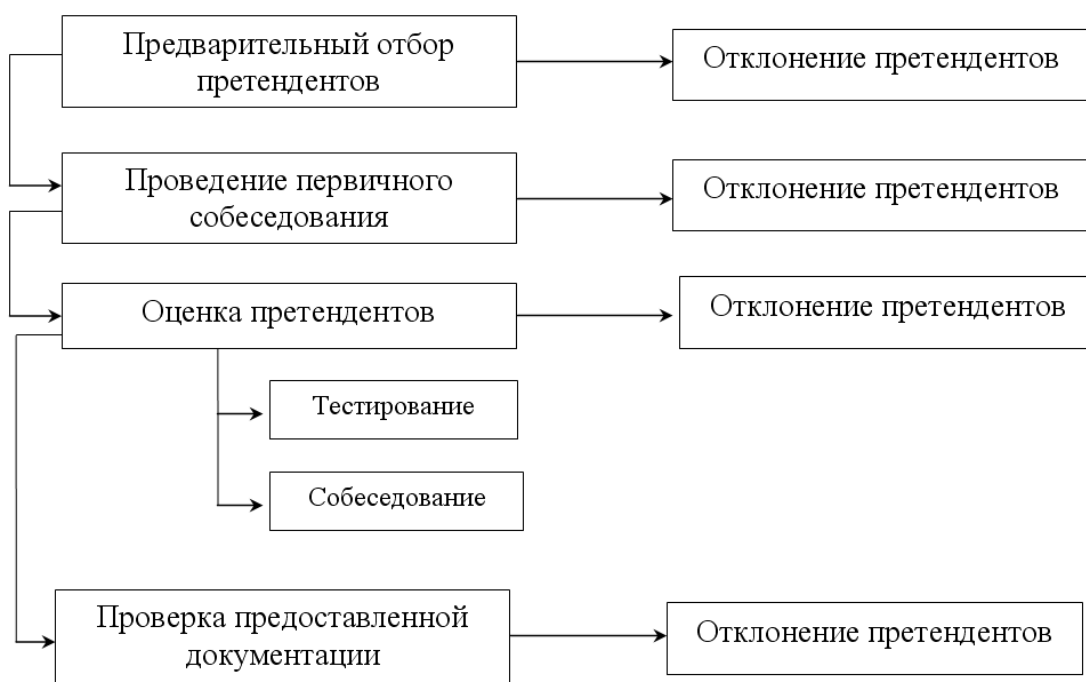 Предварительный отбор
претендентов
Отклонение претендентов
Проведение первичного
собеседования
Отклонение претендентов
Оценка претендентов
Отклонение претендентов
Тестирование
Собеседование
Проверка предоставленной
документации
Отклонение претендентов